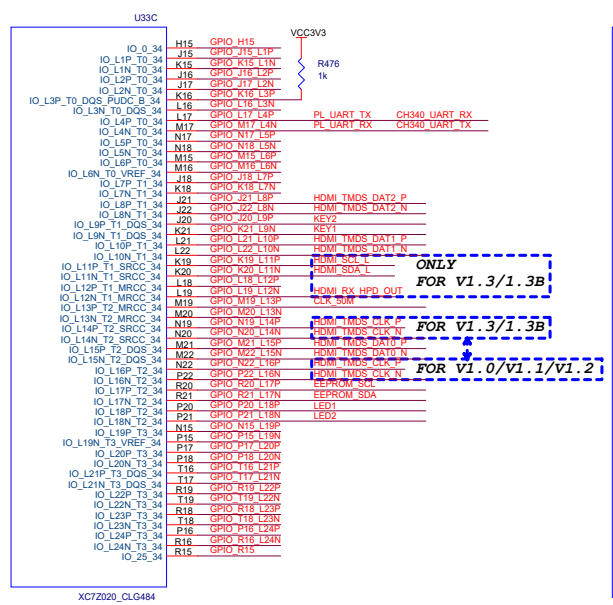 U33C
VCC3V3
R476
1k
IO_0_34 H15 GPIO_H15
IO_L1P_T0_34 J15 GPIO_J15_L1P
IO_L1N_T0_34 K15 GPIO_K15_L1N
IO_L2P_T0_34 J16 GPIO_J16_L2P
IO_L2N_T0_34 J17 GPIO_J17_L2N
IO_L3P_T0_DQS_PUDC_B_34 K16 GPIO_K16_L3P
IO_L3N_T0_DQS_34 L16 GPIO_L16_L3N
IO_L4P_T0_34 L17 GPIO_L17_L4P PL_UART_TX CH340_UART_RX
IO_L4N_T0_34 M17 GPIO_M17_L4N PL_UART_RX CH340_UART_TX
IO_L5P_T0_34 N17 GPIO_N17_L5P
IO_L5N_T0_34 N18 GPIO_N18_L5N
IO_L6P_T0_34 M15 GPIO_M15_L6P
IO_L6N_T0_VREF_34 M16 GPIO_M16_L6N
IO_L7P_T1_34 J18 GPIO_J18_L7P
IO_L7N_T1_34 K18 GPIO_K18_L7N
IO_L8P_T1_34 J21 GPIO_J21_L8P HDMI_TMDS_DAT2_P
IO_L8N_T1_34 J22 GPIO_J22_L8N HDMI_TMDS_DAT2_N
IO_L9P_T1_DQS_34 J20 GPIO_J20_L9P KEY2
IO_L9N_T1_DQS_34 K21 GPIO_K21_L9N KEY1
IO_L10P_T1_34 L21 GPIO_L21_L10P HDMI_TMDS_DAT1_P
IO_L10N_T1_34 L22 GPIO_L22_L10N HDMI_TMDS_DAT1_N
IO_L11P_T1_SRCC_34 K19 GPIO_K19_L11P HDMI_SCL_L ONLY
IO_L11N_T1_SRCC_34 K20 GPIO_K20_L11N HDMI_SDA_L FOR V1.3/1.3B
IO_L12P_T1_MRCC_34 L18 GPIO_L18_L12P
IO_L12N_T1_MRCC_34 L19 GPIO_L19_L12N HDMI_RX_HPD_OUT
IO_L13P_T2_MRCC_34 M19 GPIO_M19_L13P CLK_50M
IO_L13N_T2_MRCC_34 M20 GPIO_M20_L13N
IO_L14P_T2_SRCC_34 N19 GPIO_N19_L14P HDMI_TMDS_CLK_P FOR V1.3/1.3B
IO_L14N_T2_SRCC_34 N20 GPIO_N20_L14N HDMI_TMDS_CLK_N
IO_L15P_T2_DQS_34 M21 GPIO_M21_L15P HDMI_TMDS_DAT0_P
IO_L15N_T2_DQS_34 M22 GPIO_M22_L15N HDMI_TMDS_DAT0_N
IO_L16P_T2_34 N22 GPIO_N22_L16P HDMI_TMDS_CLK_P FOR V1.0/V1.1/V1.2
IO_L16N_T2_34 P22 GPIO_P22_L16N HDMI_TMDS_CLK_N
IO_L17P_T2_34 R20 GPIO_R20_L17P EEPROM_SCL
IO_L17N_T2_34 R21 GPIO_R21_L17N EEPROM_SDA
IO_L18P_T2_34 P20 GPIO_P20_L18P LED1
IO_L18N_T2_34 P21 GPIO_P21_L18N LED2
IO_L19P_T3_34 N15 GPIO_N15_L19P
IO_L19N_T3_VREF_34 P15 GPIO_P15_L19N
IO_L20P_T3_34 P17 GPIO_P17_L20P
IO_L20N_T3_34 P18 GPIO_P18_L20N
IO_L21P_T3_DQS_34 T16 GPIO_T16_L21P
IO_L21N_T3_DQS_34 T17 GPIO_T17_L21N
IO_L22P_T3_34 R19 GPIO_R19_L22P
IO_L22N_T3_34 T19 GPIO_T19_L22N
IO_L23P_T3_34 R18 GPIO_R18_L23P
IO_L23N_T3_34 T18 GPIO_T18_L23N
IO_L24P_T3_34 P16 GPIO_P16_L24P
IO_L24N_T3_34 R16 GPIO_R16_L24N
IO_25_34 R15 GPIO_R15
XC7Z020_CLG484